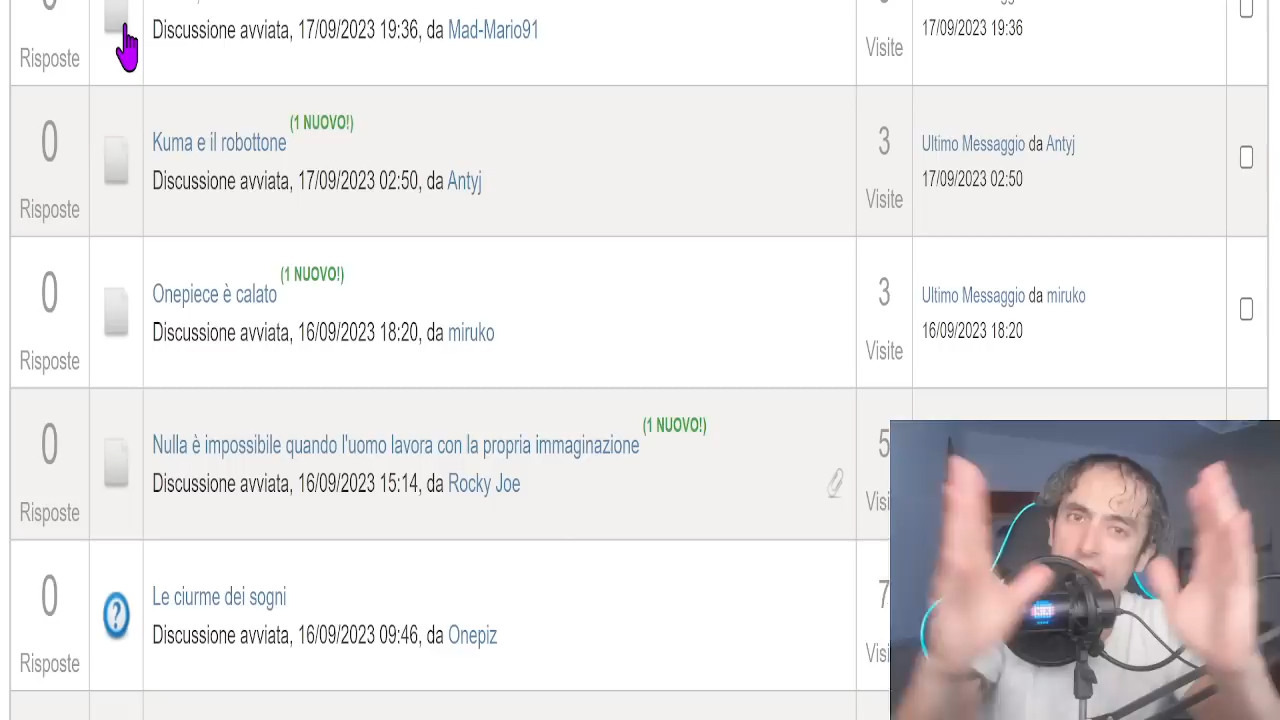 0
Risposte
Discussione avviata, 17/09/2023 19:36, da Mad-Mario91
Visite
17/09/2023 19:36
0
Risposte
Kuma e il robottone (1 NUOVO!)
Discussione avviata, 17/09/2023 02:50, da Antyj
3
Visite
Ultimo Messaggio da Antyj
17/09/2023 02:50
0
Risposte
Onepiece è calato (1 NUOVO!)
Discussione avviata, 16/09/2023 18:20, da miruko
3
Visite
Ultimo Messaggio da miruko
16/09/2023 18:20
0
Risposte
Nulla è impossibile quando l'uomo lavora con la propria immaginazione (1 NUOVO!)
Discussione avviata, 16/09/2023 15:14, da Rocky Joe
5
Visi
0
Risposte
Le ciurme dei sogni
Discussione avviata, 16/09/2023 09:46, da Onepiz
7
Visi